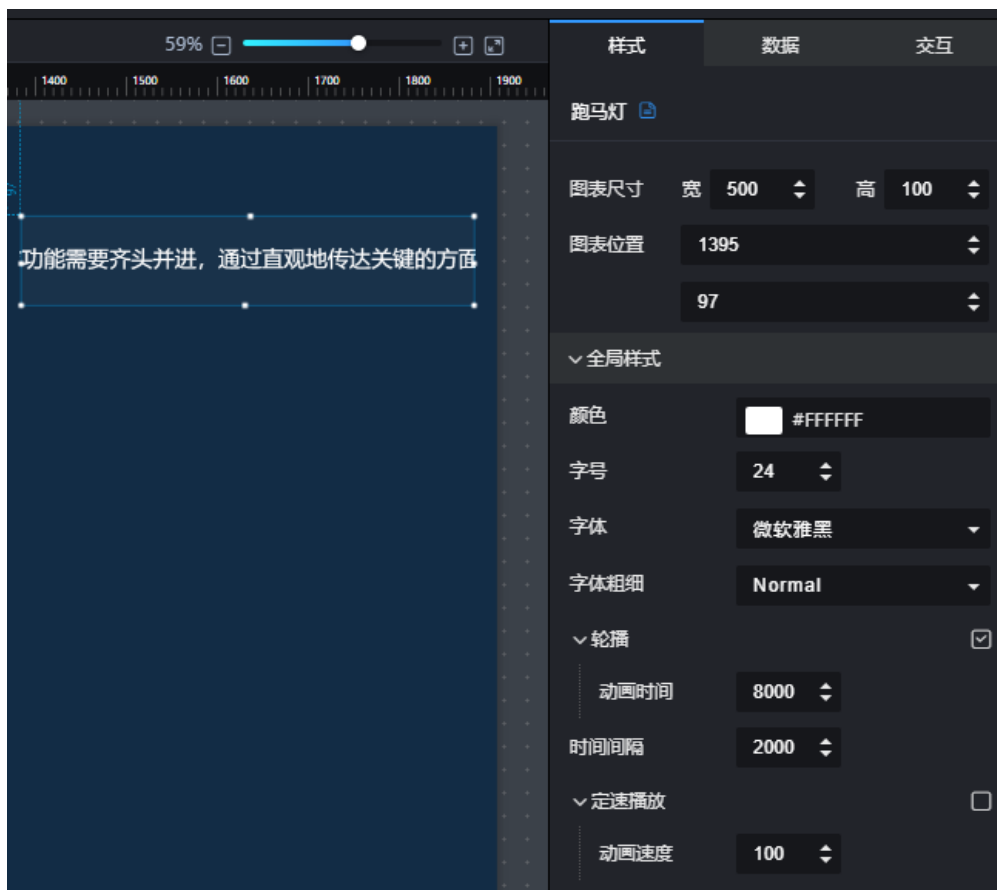 59%
样式 数据 交互
1400 1500 1600 1700 1800 1900
跑马灯
图表尺寸 宽 500 高 100
图表位置 1395
功能需要齐头并进，通过直观地传达关键的方面
97
全局样式
颜色 #FFFFFF
字号 24
字体 微软雅黑
字体粗细 Normal
轮播
动画时间 8000
时间间隔 2000
定速播放
动画速度 100